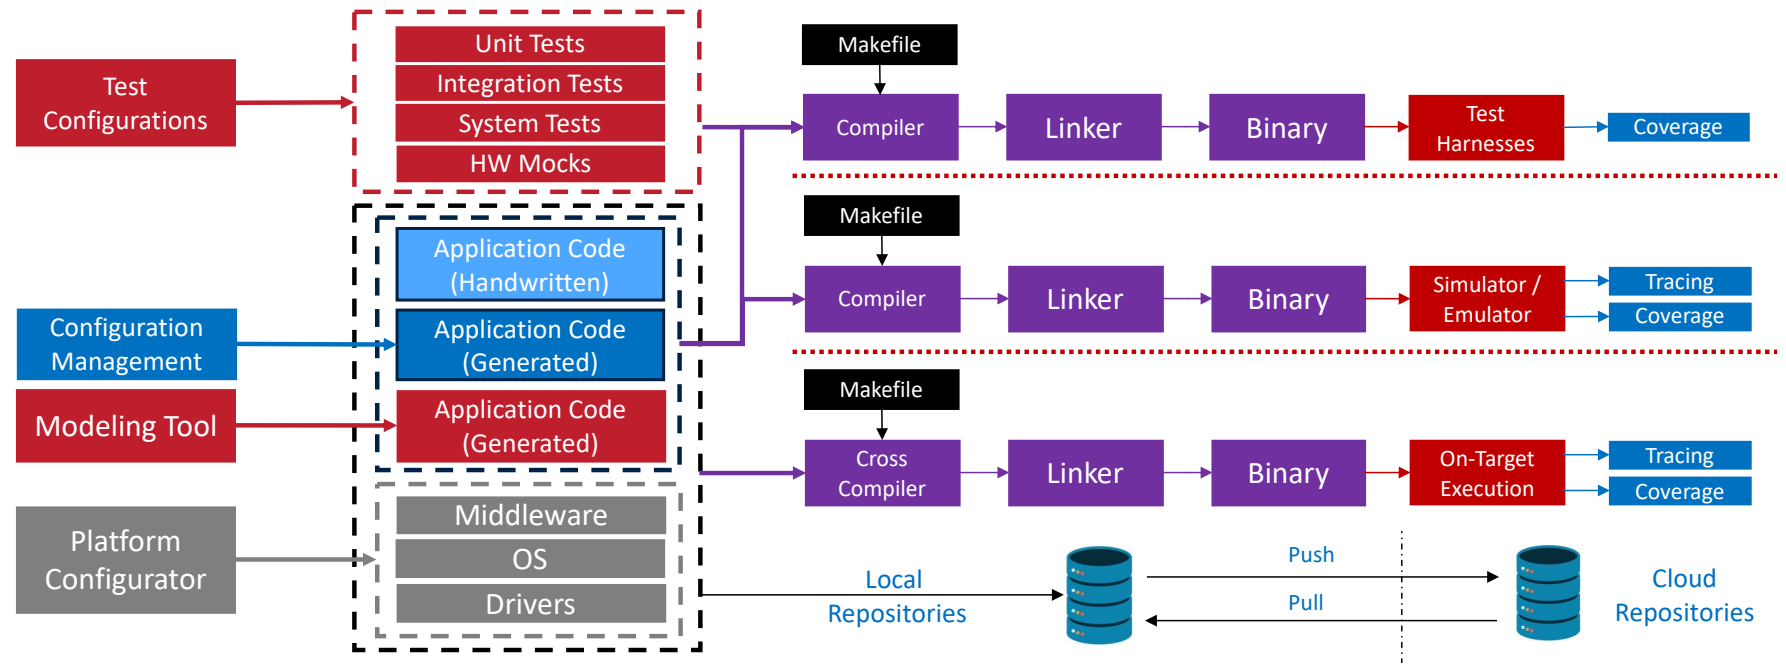 Test
Configurations
Configuration
Management
Modeling Tool
Platform
Configurator
Unit Tests
Integration Tests
System Tests
HW Mocks
Application Code
(Handwritten)
Application Code
(Generated)
Application Code
(Generated)
Middleware
OS
Drivers
Makefile
Compiler
Linker
Binary
Test
Harnesses
Coverage
Makefile
Compiler
Linker
Binary
Simulator /
Emulator
Tracing
Coverage
Makefile
Cross
Compiler
Linker
Binary
On-Target
Execution
Tracing
Coverage
Local
Repositories
Push
Pull
Cloud
Repositories